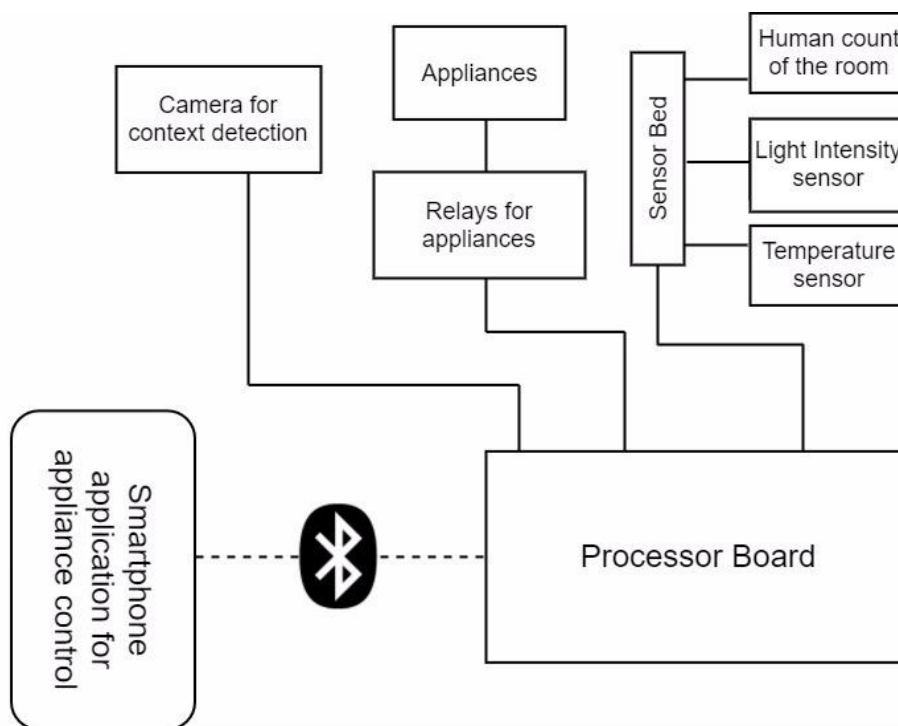 Human count
of the room
Appliances
Camera for
context detection
Sensor Bed
Light Intensity
sensor
Relays for
appliances
Temperature
sensor
Smartphone
application for
appliance control
Processor Board